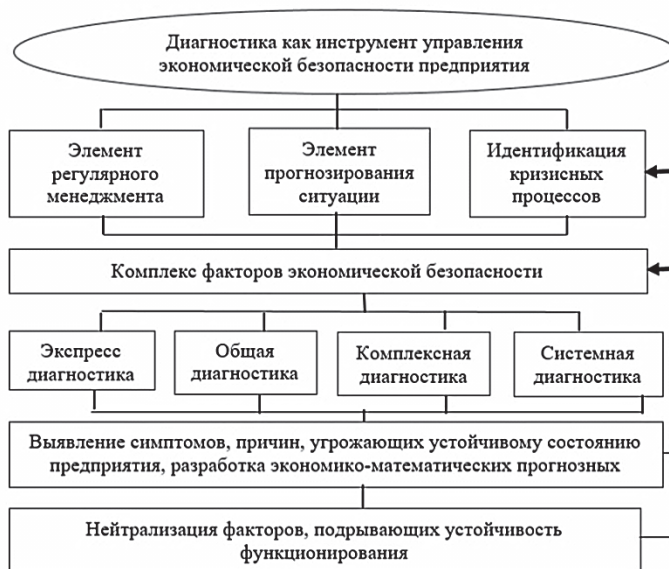 Диагностика как инструмент управления
экономической безопасности предприятия
Элемент
регулярного
менеджмента
Элемент
прогнозирования
ситуации
Идентификация
кризисных
процессов
Комплекс факторов экономической безопасности
Экспресс
диагностика
Общая
диагностика
Комплексная
диагностика
Системная
диагностика
Выявление симптомов, причин, угрожающих устойчивому состоянию
предприятия, разработка экономико-математических прогнозных
Нейтрализация факторов, подрывающих устойчивость
функционирования